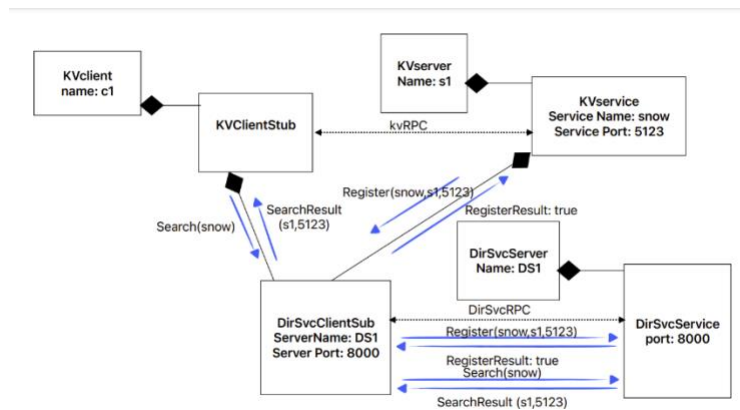 KVclient
name: c1
KVserver
Name: s1
KVClientStub
kvRPC
KVservice
Service Name: snow
Service Port: 5123
Register(snow,s1,5123)
RegisterResult: true
Search(snow)
SearchResult
(s1,5123)
DirSvcServer
Name: DS1
DirSvcClientSub
ServerName: DS1
Server Port: 8000
DirSvcRPC
DirSvcService
port: 8000
Register(snow,s1,5123)
RegisterResult: true
Search(snow)
SearchResult (s1,5123)